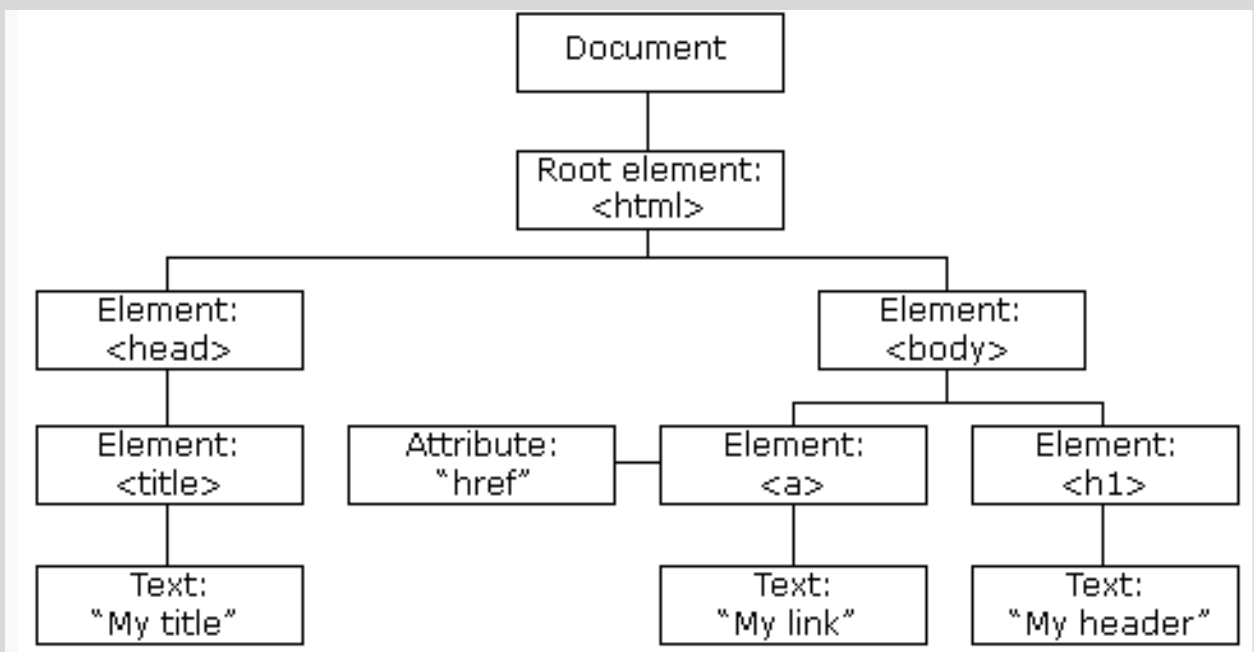 Document
Root element:
<html>
Element:
<head>
Element:
<body>
Element:
<title>
Attribute:
“href”
Element:
<a>
Element:
<h1>
Text:
“My title”
Text:
“My link”
Text:
“My header”